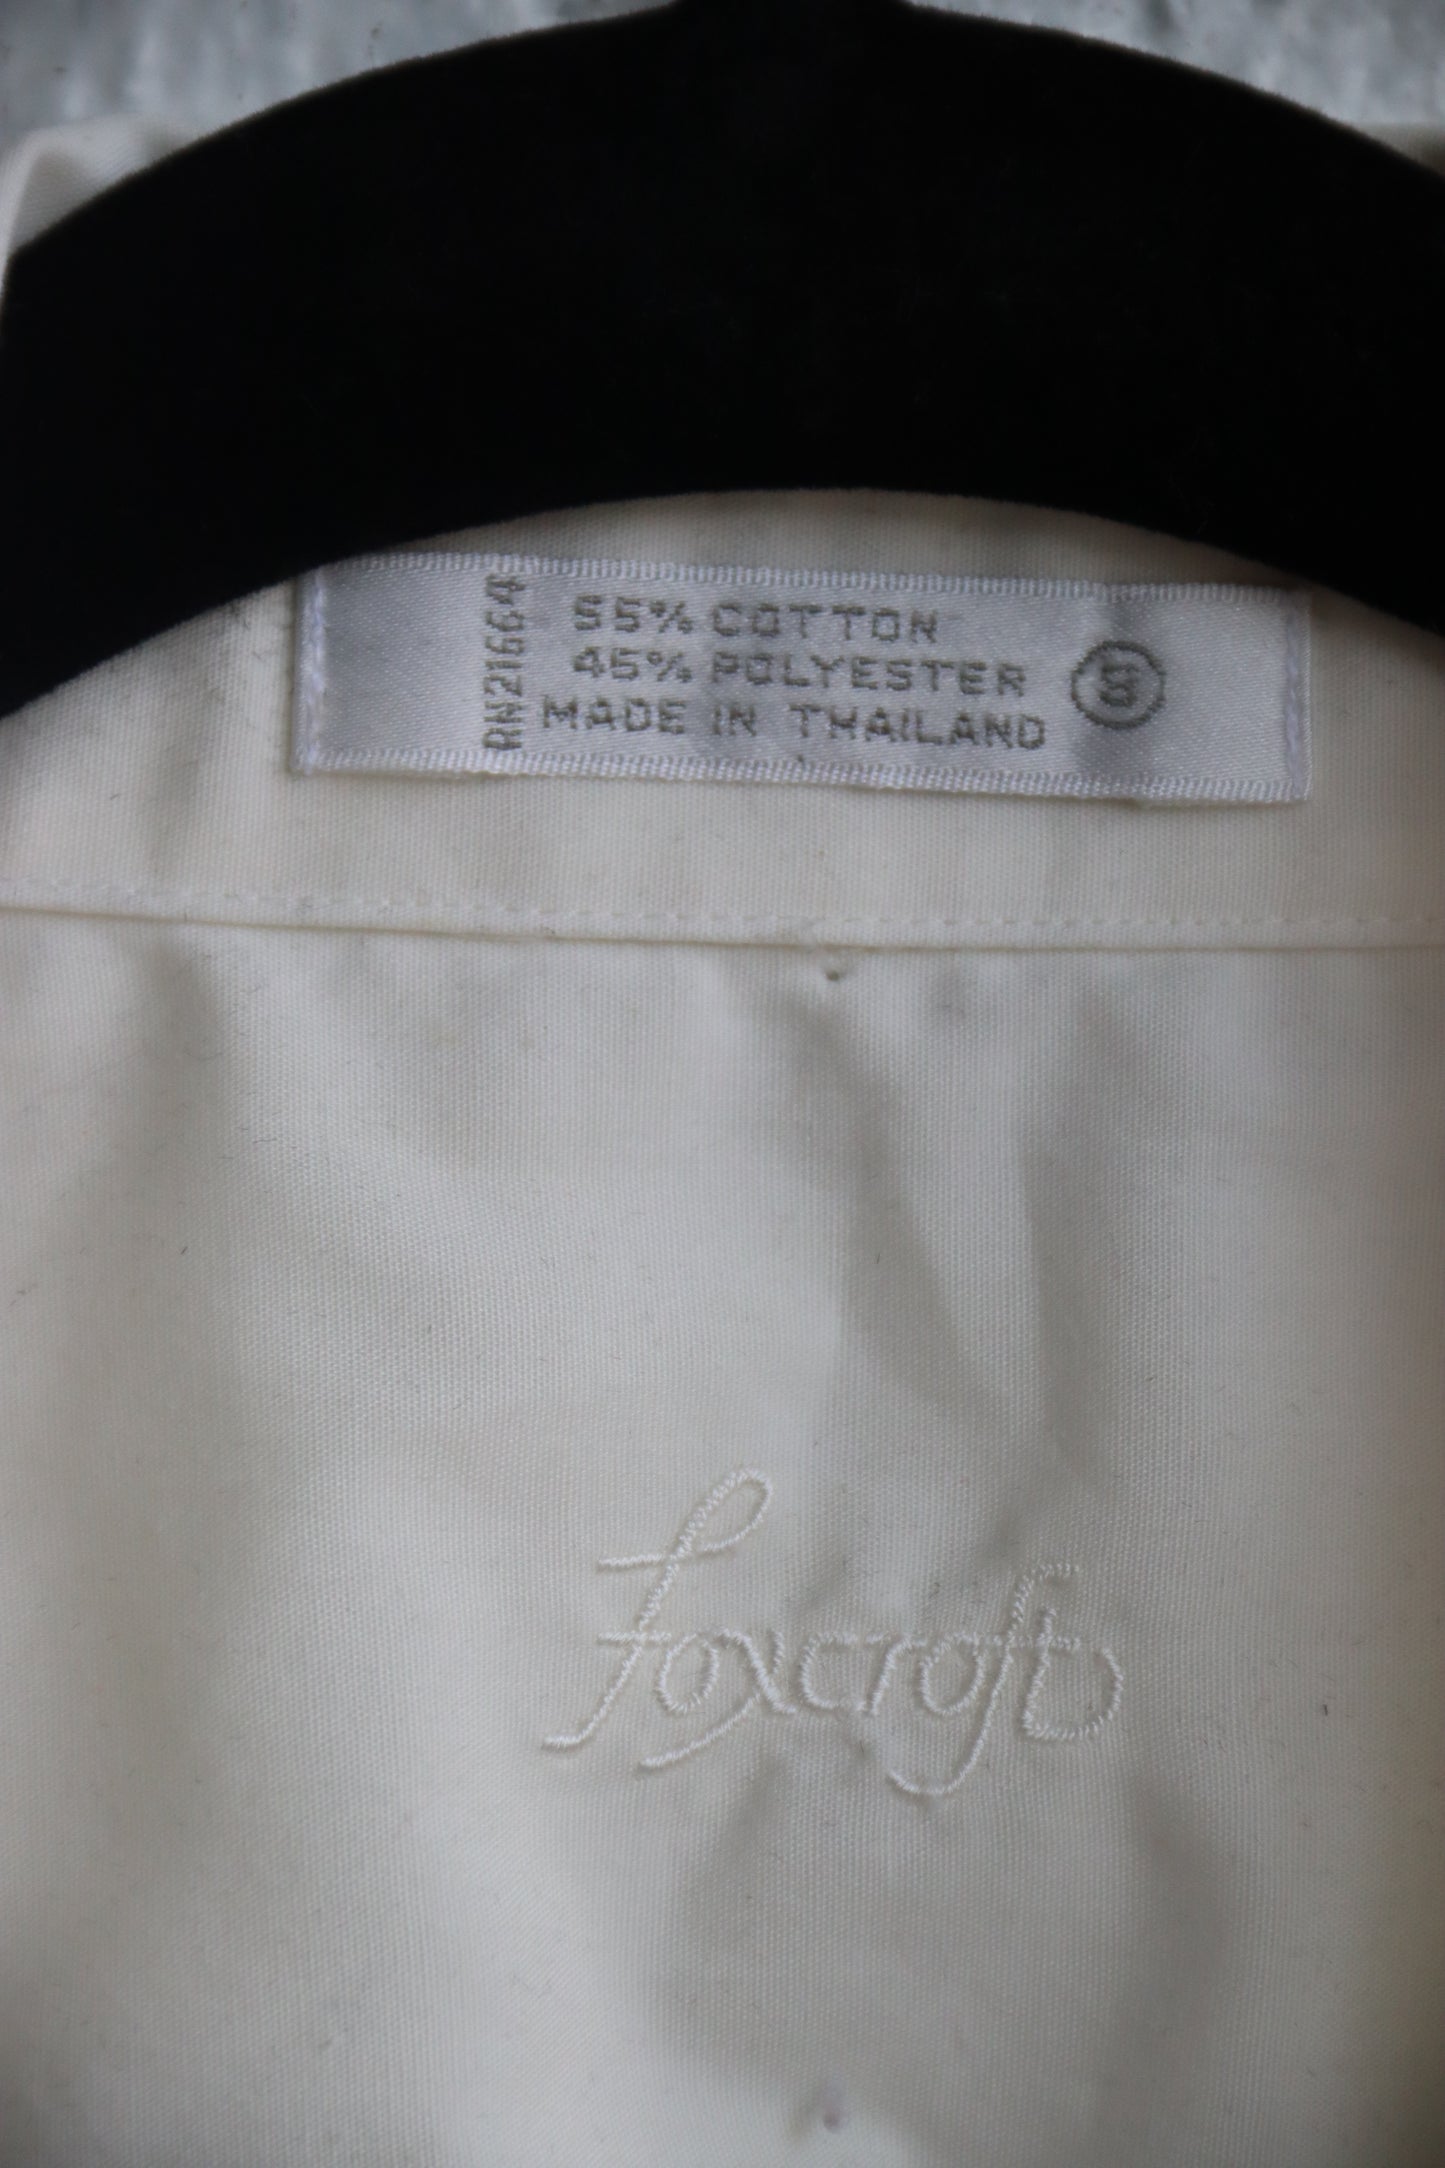 RN21664
55% COTTON
45% POLYESTER
MADE IN THAILAND
foxcroft